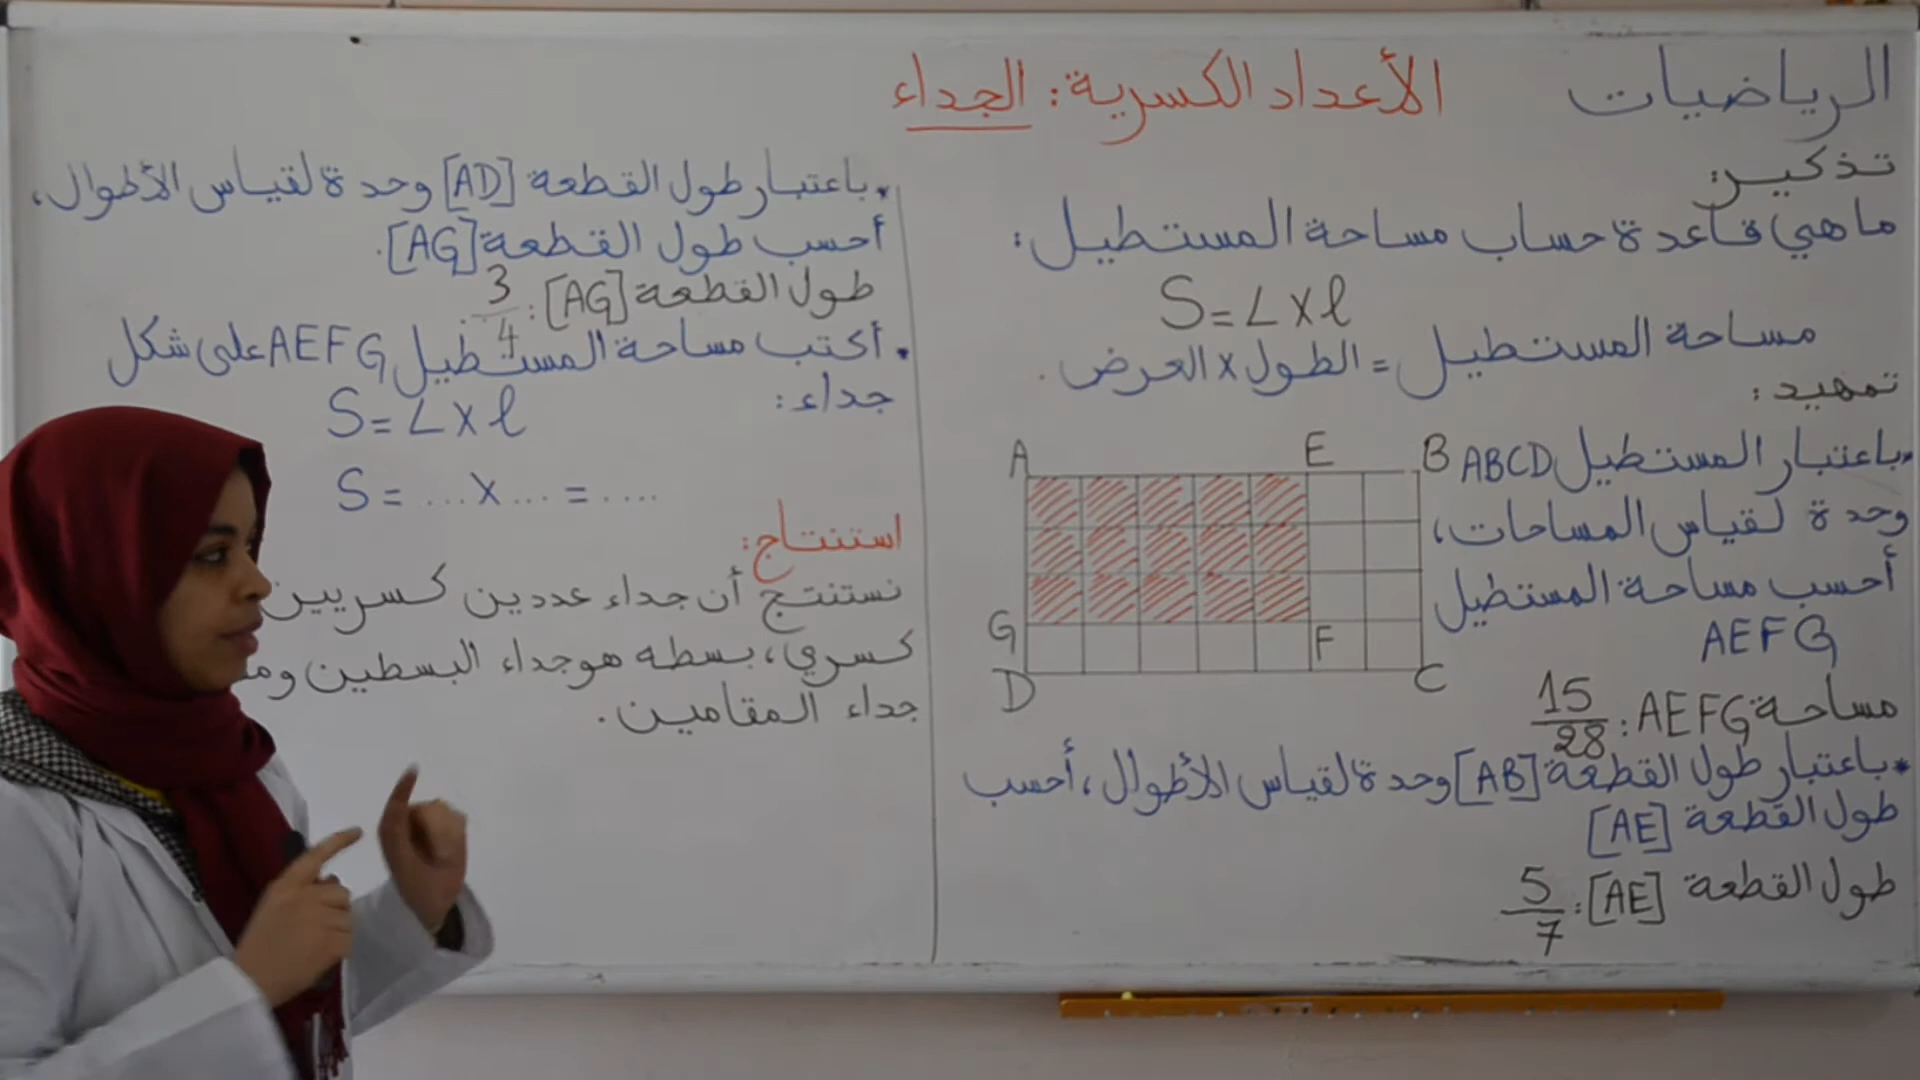 الرياضيات
الأعداد الكسرية: الجداء
تذكير:
ما هي قاعدة حساب مساحة المستطيل:
S = L x l
مساحة المستطيل = الطول x العرض.
تمهيد:
باعتبار المستطيل ABCD
وحدة لقياس المساحات،
أحسب مساحة المستطيل
AEFG
A E B
G F
D C
مساحة AEFG: 15/28
• باعتبار طول القطعة [AB] وحدة لقياس الأطوال، أحسب
طول القطعة [AE]
طول القطعة [AE]: 5/7
• باعتبار طول القطعة [AD] وحدة لقياس الأطوال،
أحسب طول القطعة [AG].
طول القطعة [AG]: 3/4
• أكتب مساحة المستطيل AEFG على شكل
جداء:
S = L x l
S = ... x ... = ....
استنتاج:
نستنتج أن جداء عددين كسريين
كسري، بسطه هو جداء البسطين
جداء المقامين.